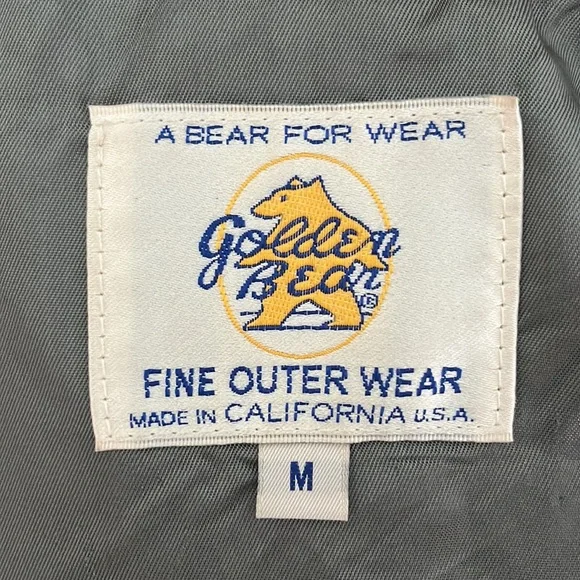 A BEAR FOR WEAR
Golden
Bear
®
FINE OUTER WEAR
MADE IN CALIFORNIA U.S.A.
M